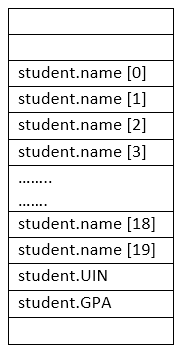 student.name [0]
student.name [1]
student.name [2]
student.name [3]
........
.......
student.name [18]
student.name [19]
student.UIN
student.GPA